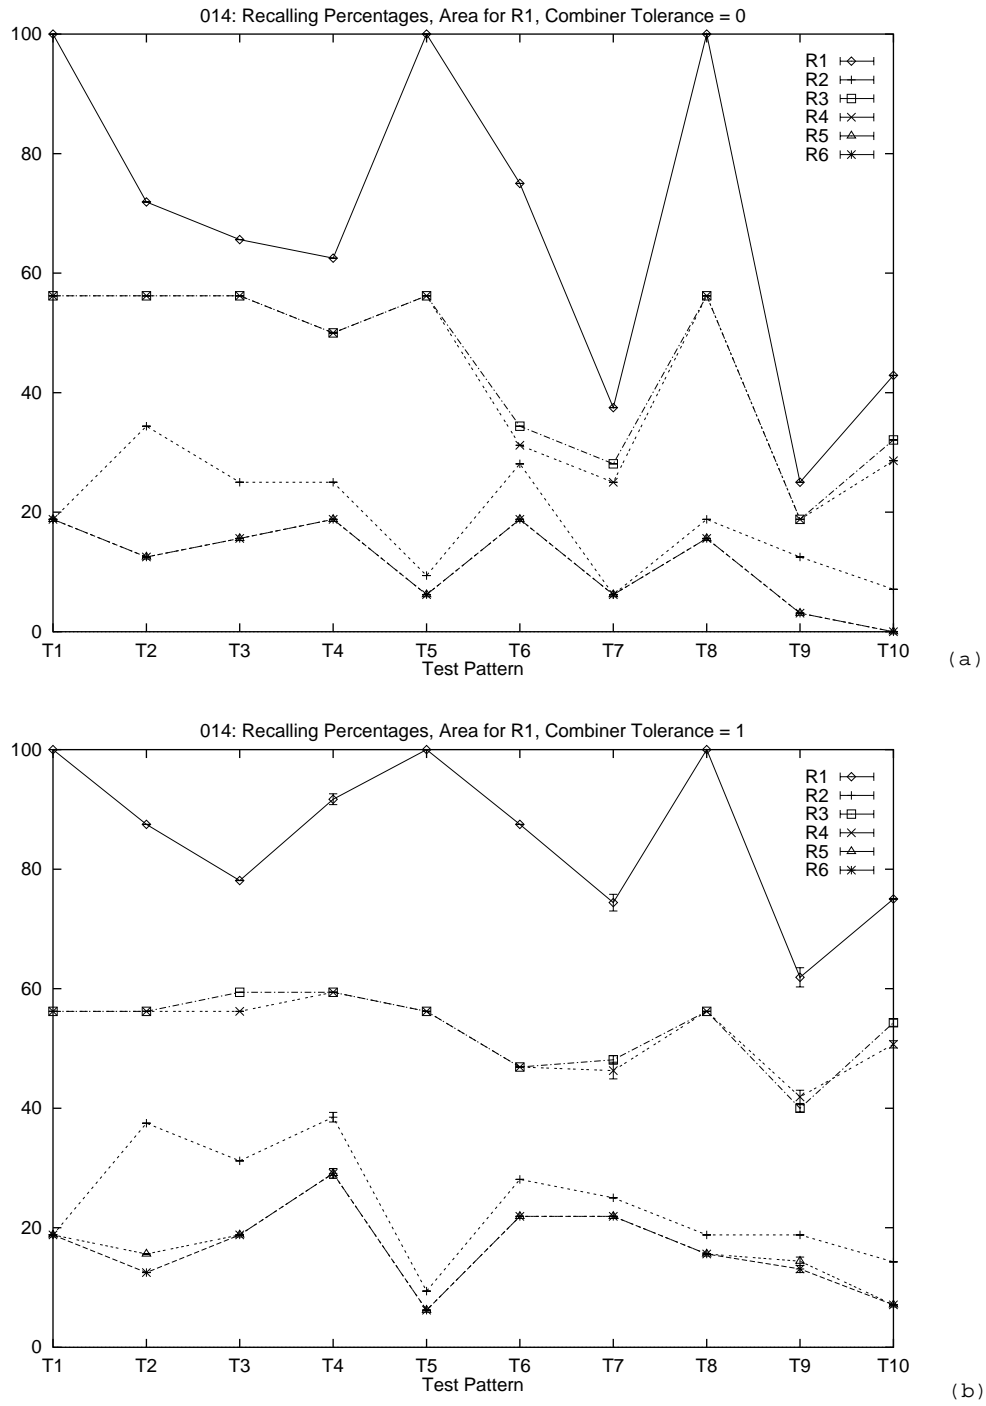 014: Recalling Percentages, Area for R1, Combiner Tolerance = 0
100
80
60
40
20
0
R1
R2
R3
R4
R5
R6
T1 T2 T3 T4 T5 T6 T7 T8 T9 T10
Test Pattern
(a)
014: Recalling Percentages, Area for R1, Combiner Tolerance = 1
100
80
60
40
20
0
R1
R2
R3
R4
R5
R6
T1 T2 T3 T4 T5 T6 T7 T8 T9 T10
Test Pattern
(b)